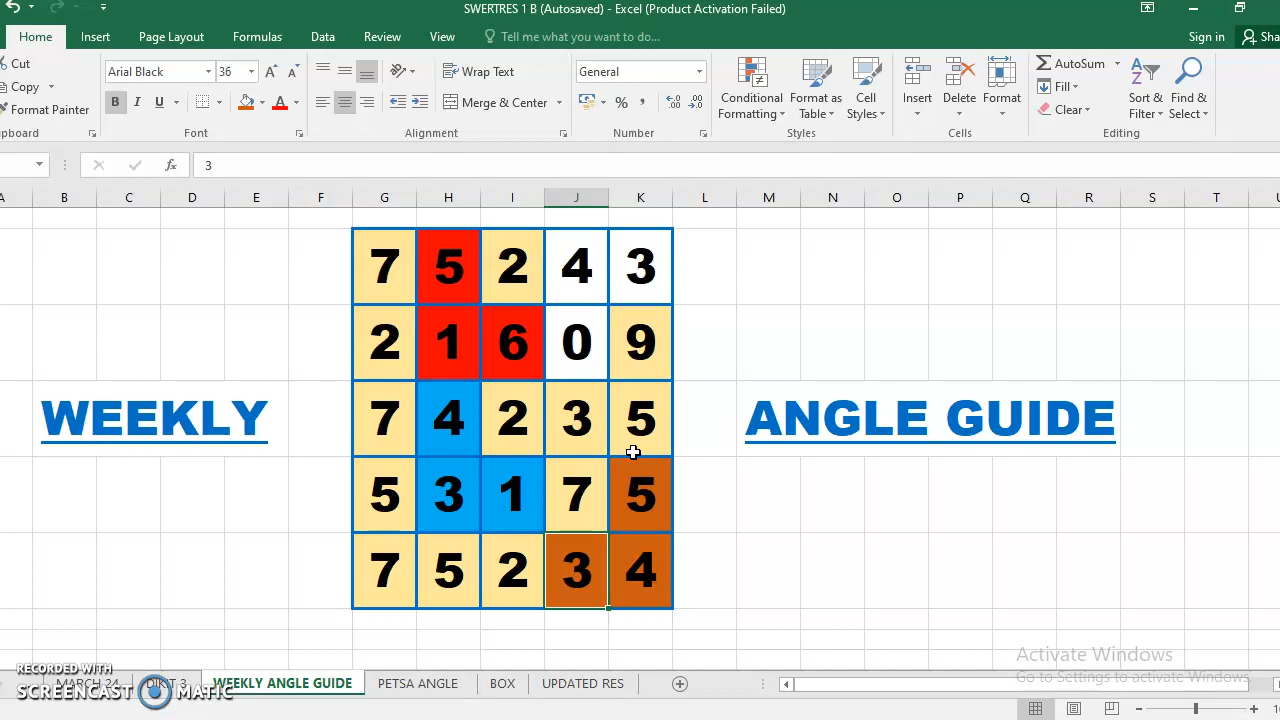 SWERTRES 1 B (Autosaved) - Excel (Product Activation Failed)
Home Insert Page Layout Formulas Data Review View Tell me what you want to do... Sign in Sha
Cut
Copy
Format Painter
Arial Black 36
B I U
Wrap Text
Merge & Center
General
Conditional Formatting
Format as Table
Cell Styles
Insert Delete Format
AutoSum
Fill
Clear
Sort & Filter
Find & Select
pboard Font Alignment Number Styles Cells Editing
fx 3
A B C D E F G H I J K L M N O P Q R S T U
7 5 2 4 3
2 1 6 0 9
WEEKLY 7 4 2 3 5 ANGLE GUIDE
5 3 1 7 5
7 5 2 3 4
Activate Windows
Go to Settings to activate Windows.
RECORDED WITH
SCREENCAST MATIC
MARCH 24 WEEKLY ANGLE GUIDE PETSA ANGLE BOX UPDATED RES